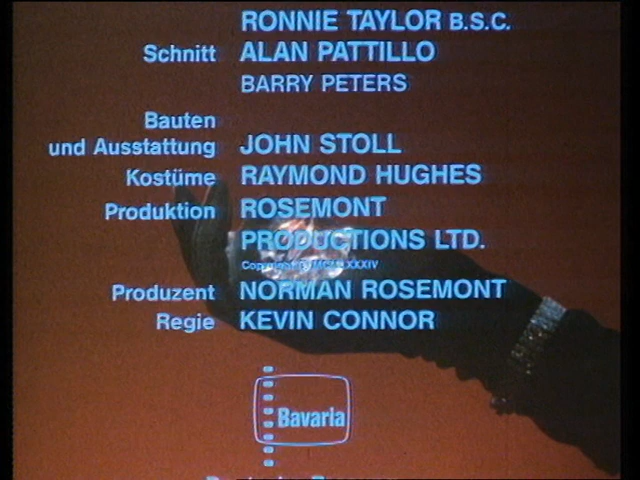 RONNIE TAYLOR B.S.C.
Schnitt ALAN PATTILLO
BARRY PETERS
Bauten
und Ausstattung JOHN STOLL
Kostüme RAYMOND HUGHES
Produktion ROSEMONT
PRODUCTIONS LTD.
MCMLXXXIV
Produzent NORMAN ROSEMONT
Regie KEVIN CONNOR
Bavaria